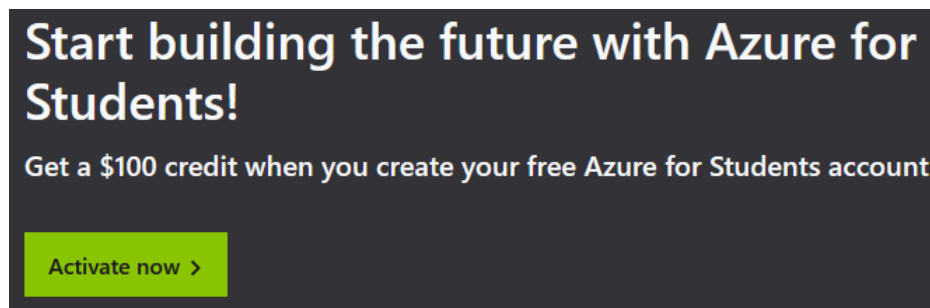 Start building the future with Azure for
Students!
Get a $100 credit when you create your free Azure for Students account
Activate now >